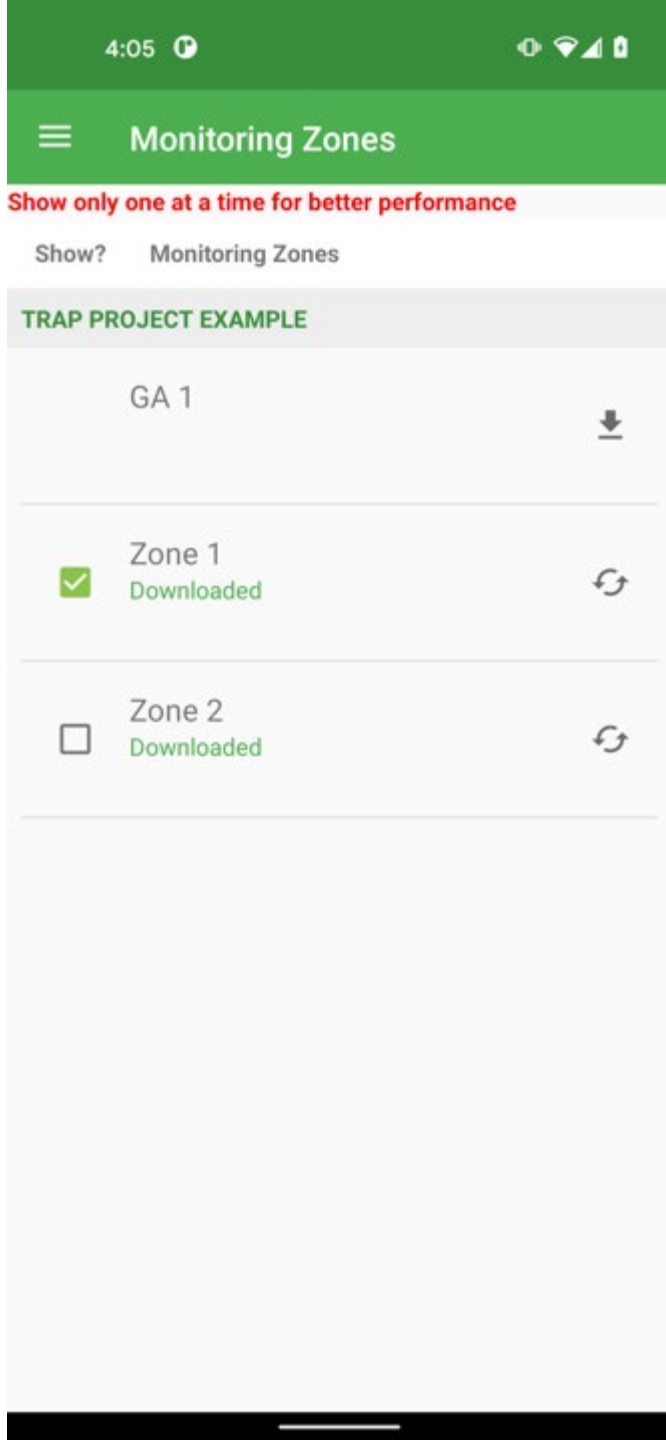 4:05
Monitoring Zones
Show only one at a time for better performance
Show? Monitoring Zones
TRAP PROJECT EXAMPLE
GA 1
Zone 1
Downloaded
Zone 2
Downloaded